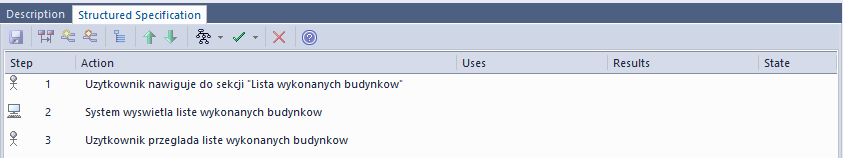 Description Structured Specification
Step Action Uses Results State
1 Uzytkownik nawiguje do sekcji "Lista wykonanych budynkow"
2 System wyswietla liste wykonanych budynkow
3 Uzytkownik przeglada liste wykonanych budynkow